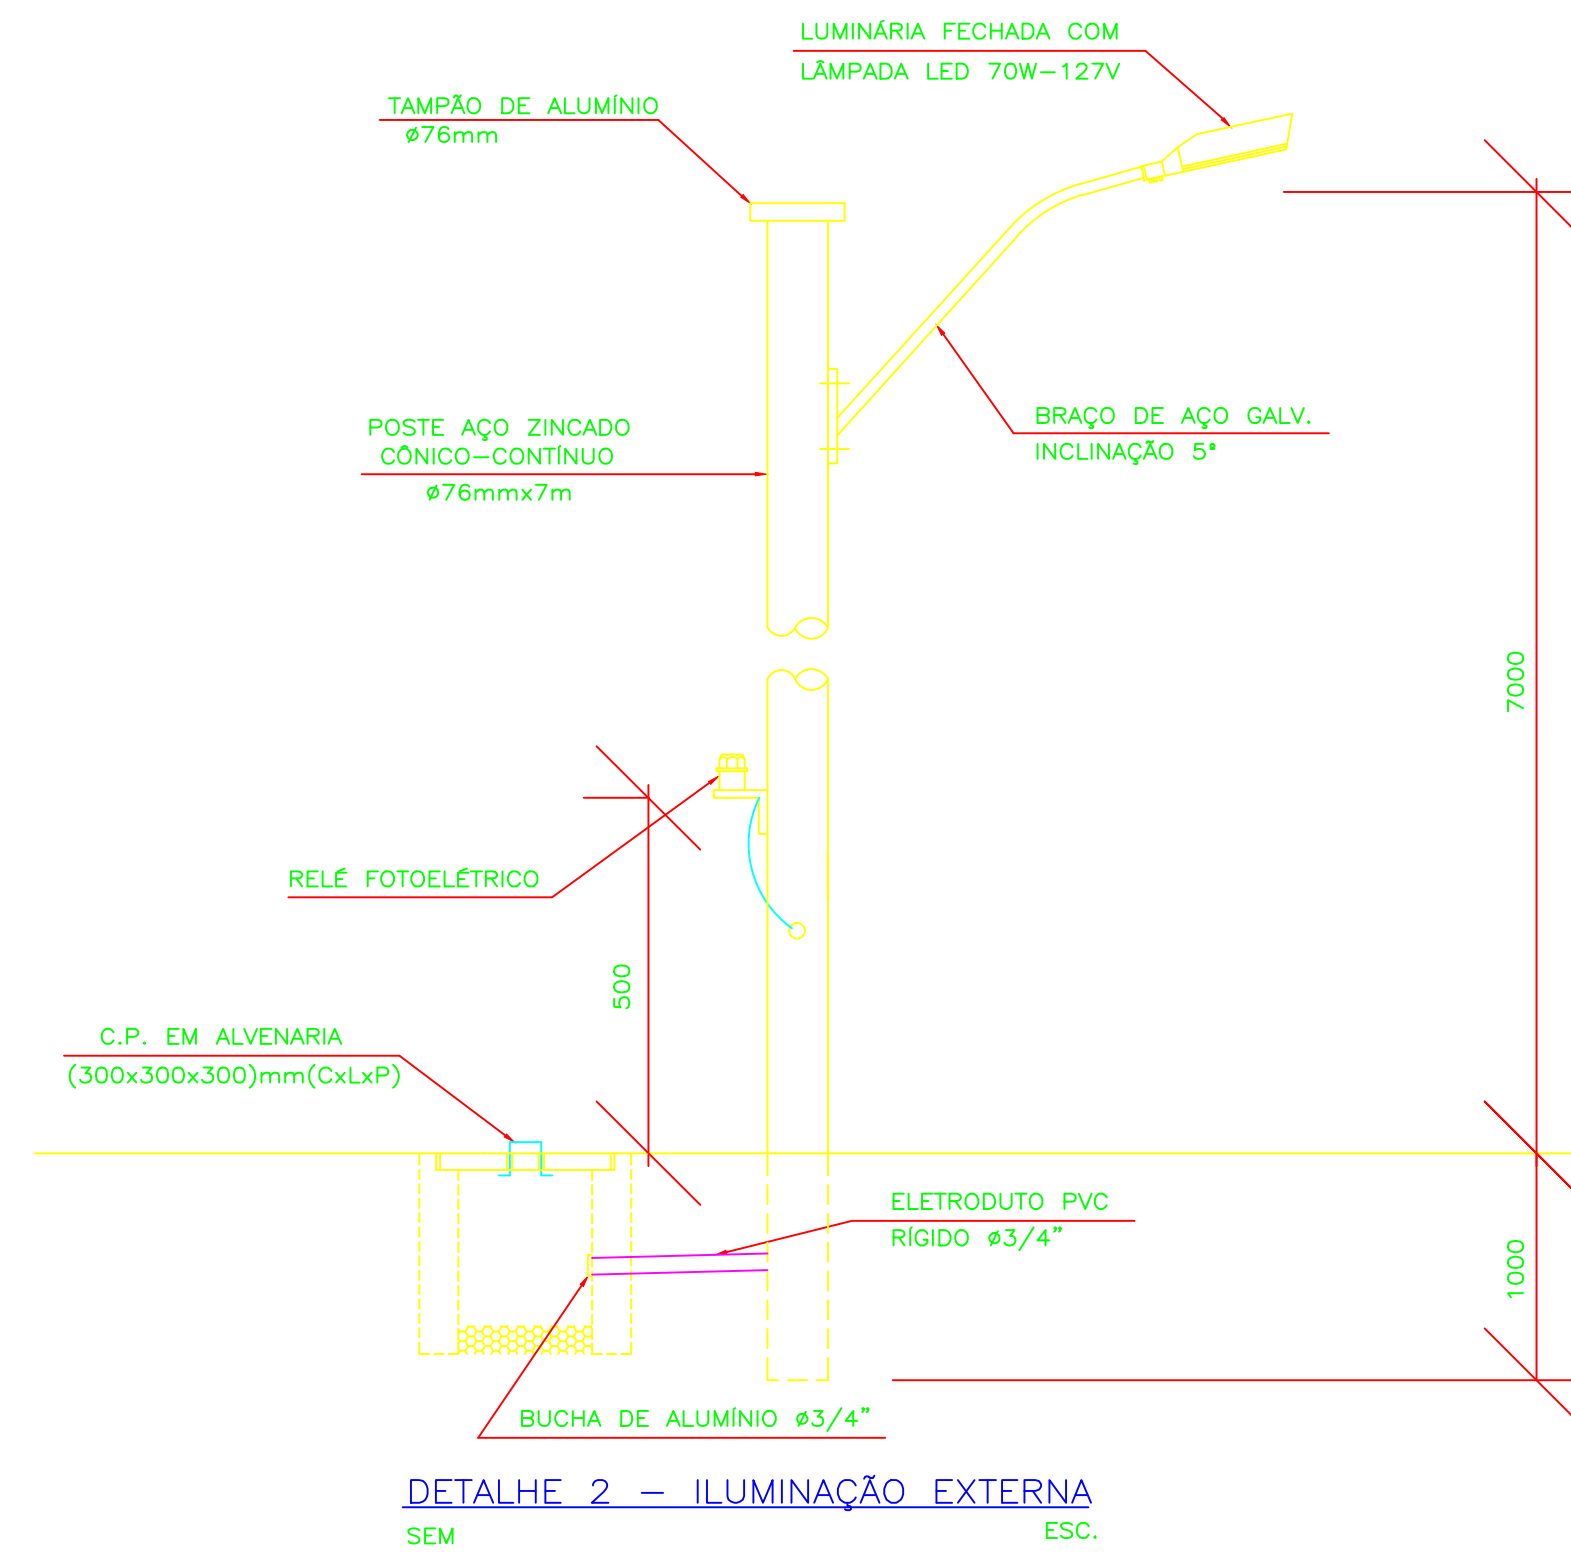 LUMINÁRIA FECHADA COM
LÂMPADA LED 70W-127V
TAMPÃO DE ALUMÍNIO
ø76mm
BRAÇO DE AÇO GALV.
INCLINAÇÃO 5°
POSTE AÇO ZINCADO
CÔNICO-CONTÍNUO
ø76mmx7m
7000
RELÉ FOTOELÉTRICO
500
C.P. EM ALVENARIA
(300x300x300)mm(CxLxP)
ELETRODUTO PVC
RÍGIDO ø3/4"
1000
BUCHA DE ALUMÍNIO ø3/4"
DETALHE 2 - ILUMINAÇÃO EXTERNA
SEM ESC.